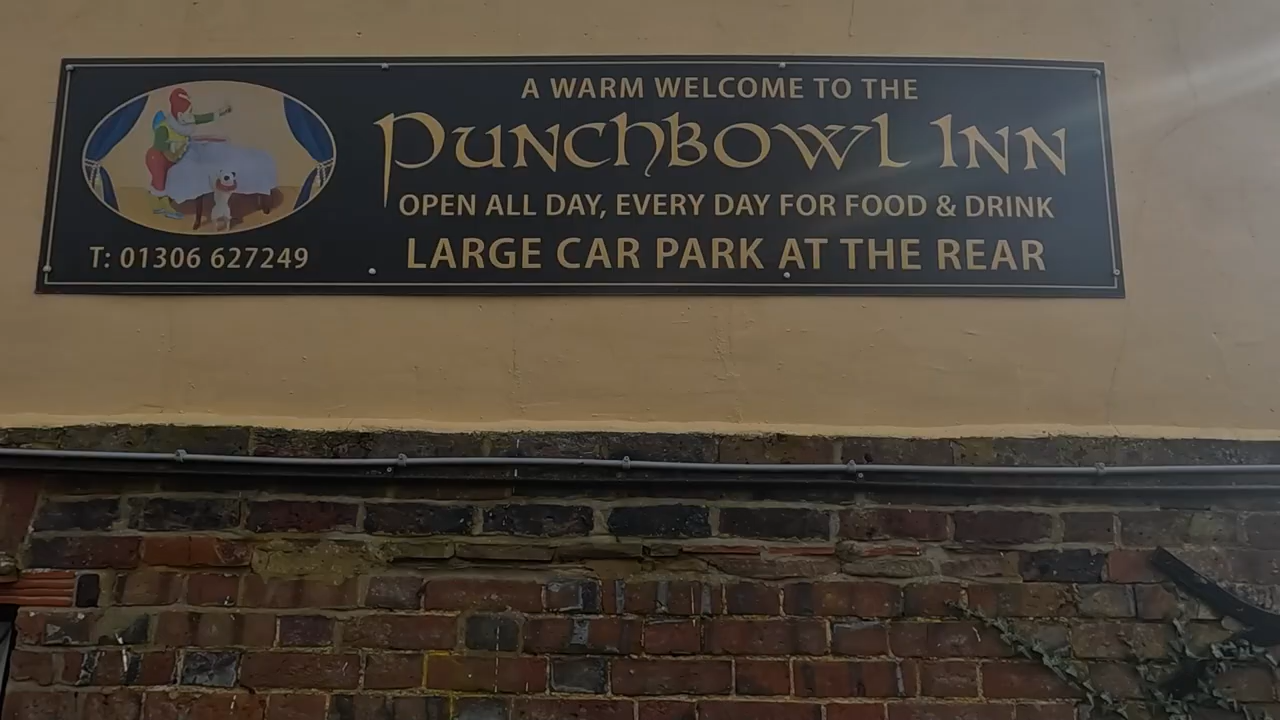 A WARM WELCOME TO THE
PUNCHBOWL INN
OPEN ALL DAY, EVERY DAY FOR FOOD & DRINK
T: 01306 627249
LARGE CAR PARK AT THE REAR